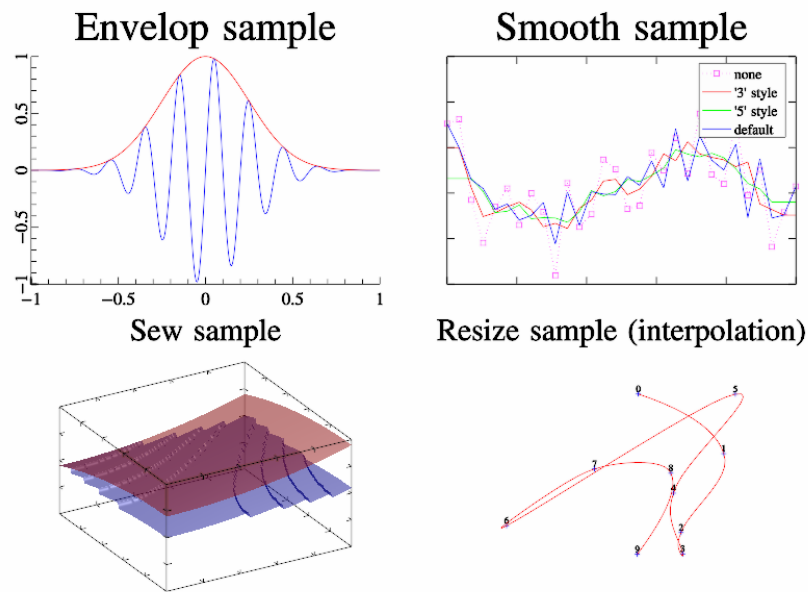 Envelop sample
1
0.5
0
−0.5
−1
−1
−0.5
0
0.5
1
Smooth sample
none
'3' style
'5' style
default
Sew sample
Resize sample (interpolation)
0
5
1
7
8
4
6
2
9
3